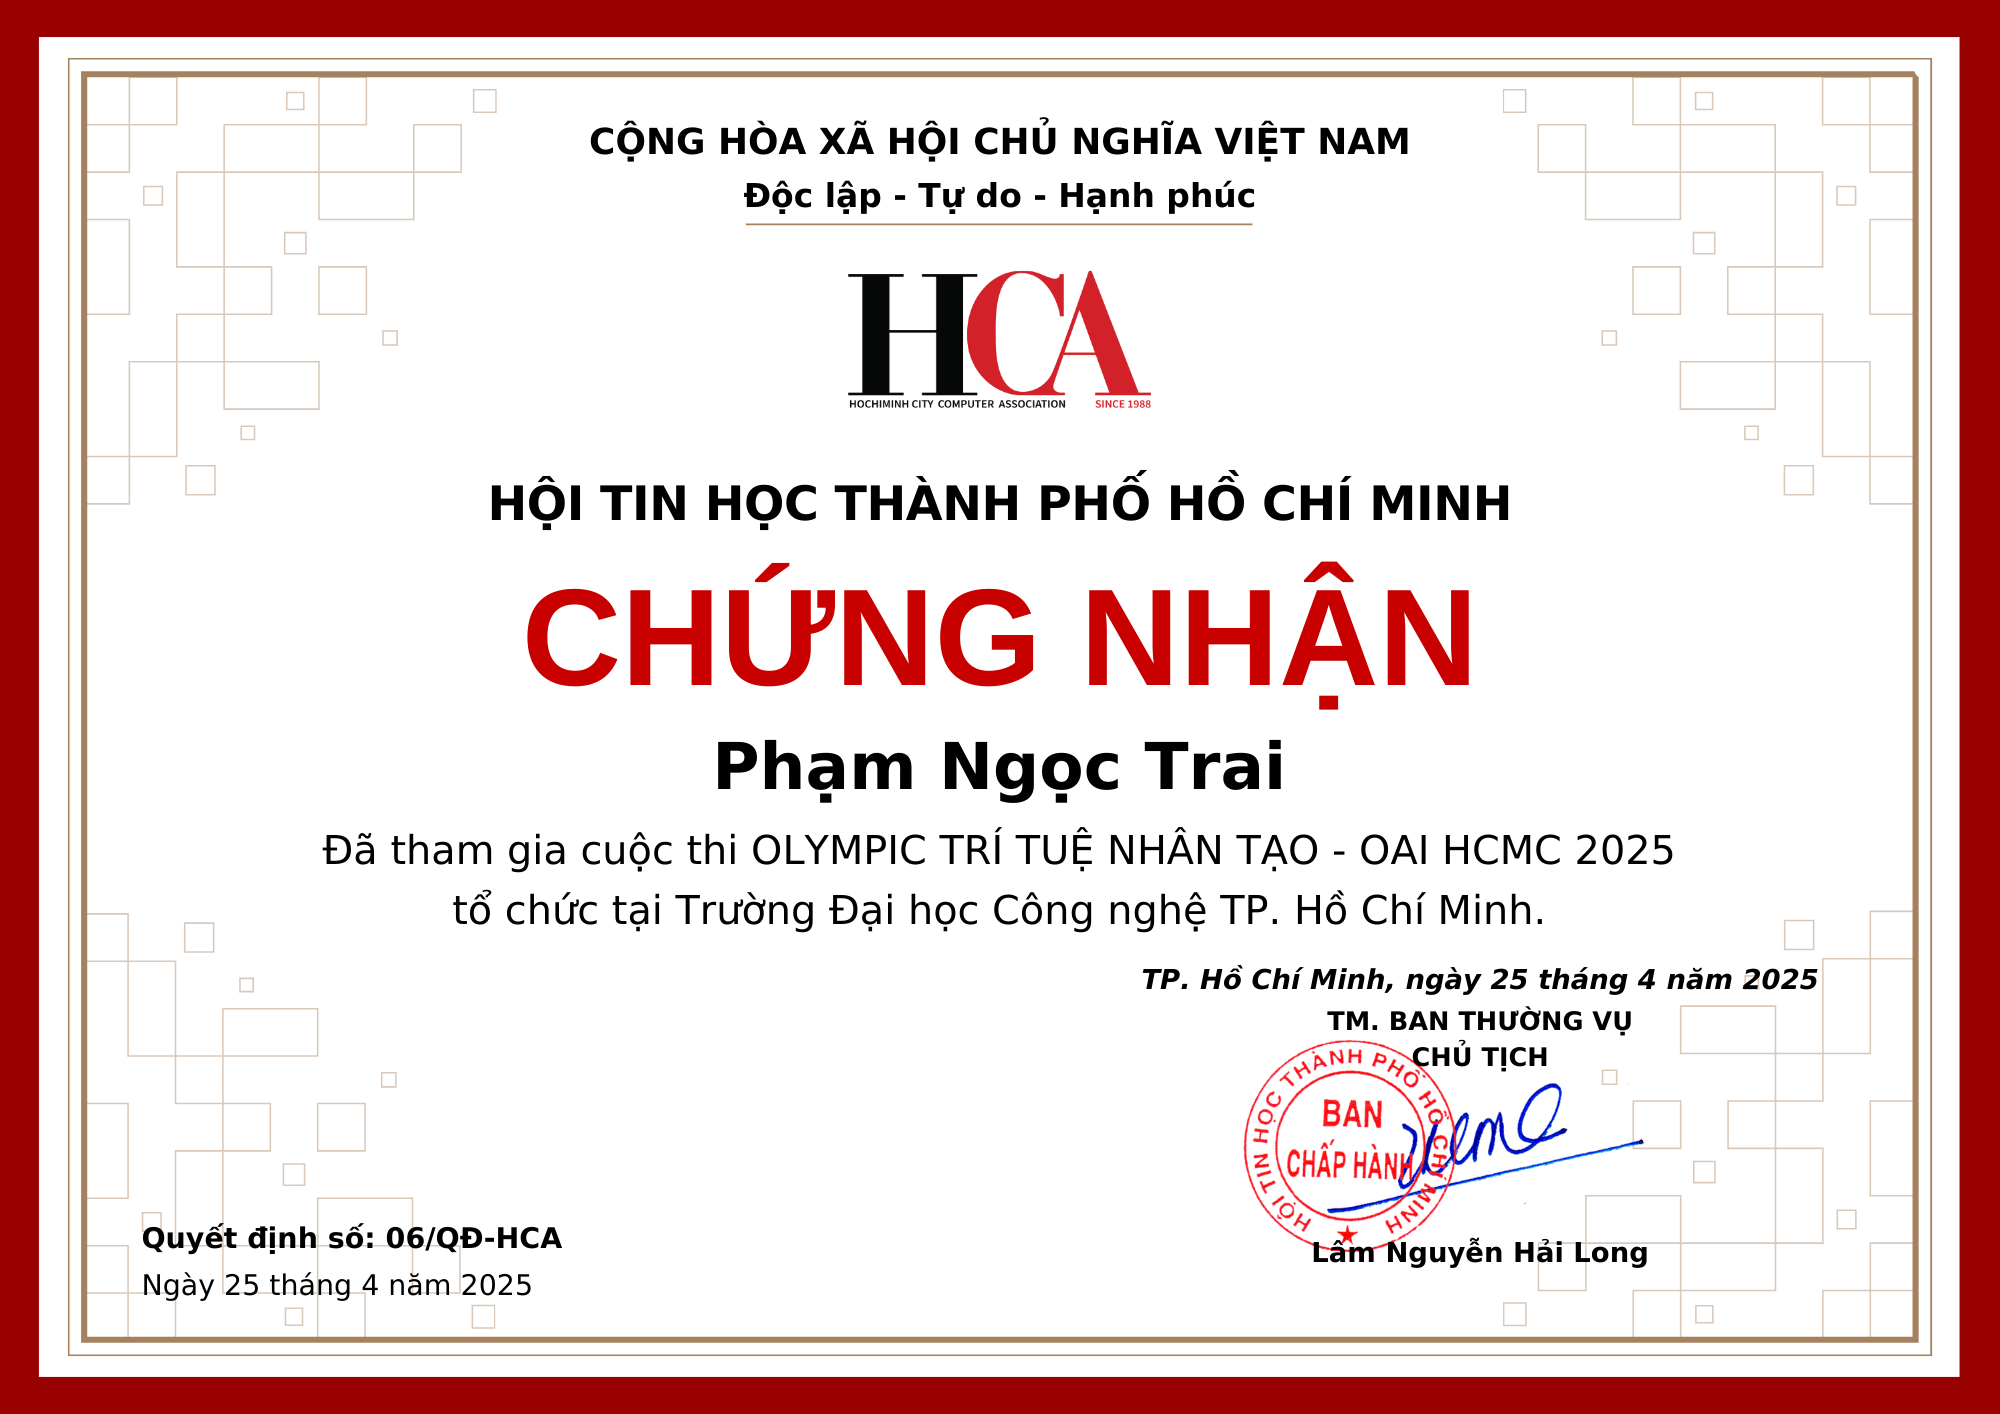 CỘNG HÒA XÃ HỘI CHỦ NGHĨA VIỆT NAM
Độc lập - Tự do - Hạnh phúc
HCA
HOCHIMINH CITY COMPUTER ASSOCIATION SINCE 1988
HỘI TIN HỌC THÀNH PHỐ HỒ CHÍ MINH
CHỨNG NHẬN
Phạm Ngọc Trai
Đã tham gia cuộc thi OLYMPIC TRÍ TUỆ NHÂN TẠO - OAI HCMC 2025
tổ chức tại Trường Đại học Công nghệ TP. Hồ Chí Minh.
TP. Hồ Chí Minh, ngày 25 tháng 4 năm 2025
TM. BAN THƯỜNG VỤ
CHỦ TỊCH
HỘI TIN HỌC THÀNH PHỐ HỒ CHÍ MINH
BAN
CHẤP HÀNH
Lâm Nguyễn Hải Long
Quyết định số: 06/QĐ-HCA
Ngày 25 tháng 4 năm 2025